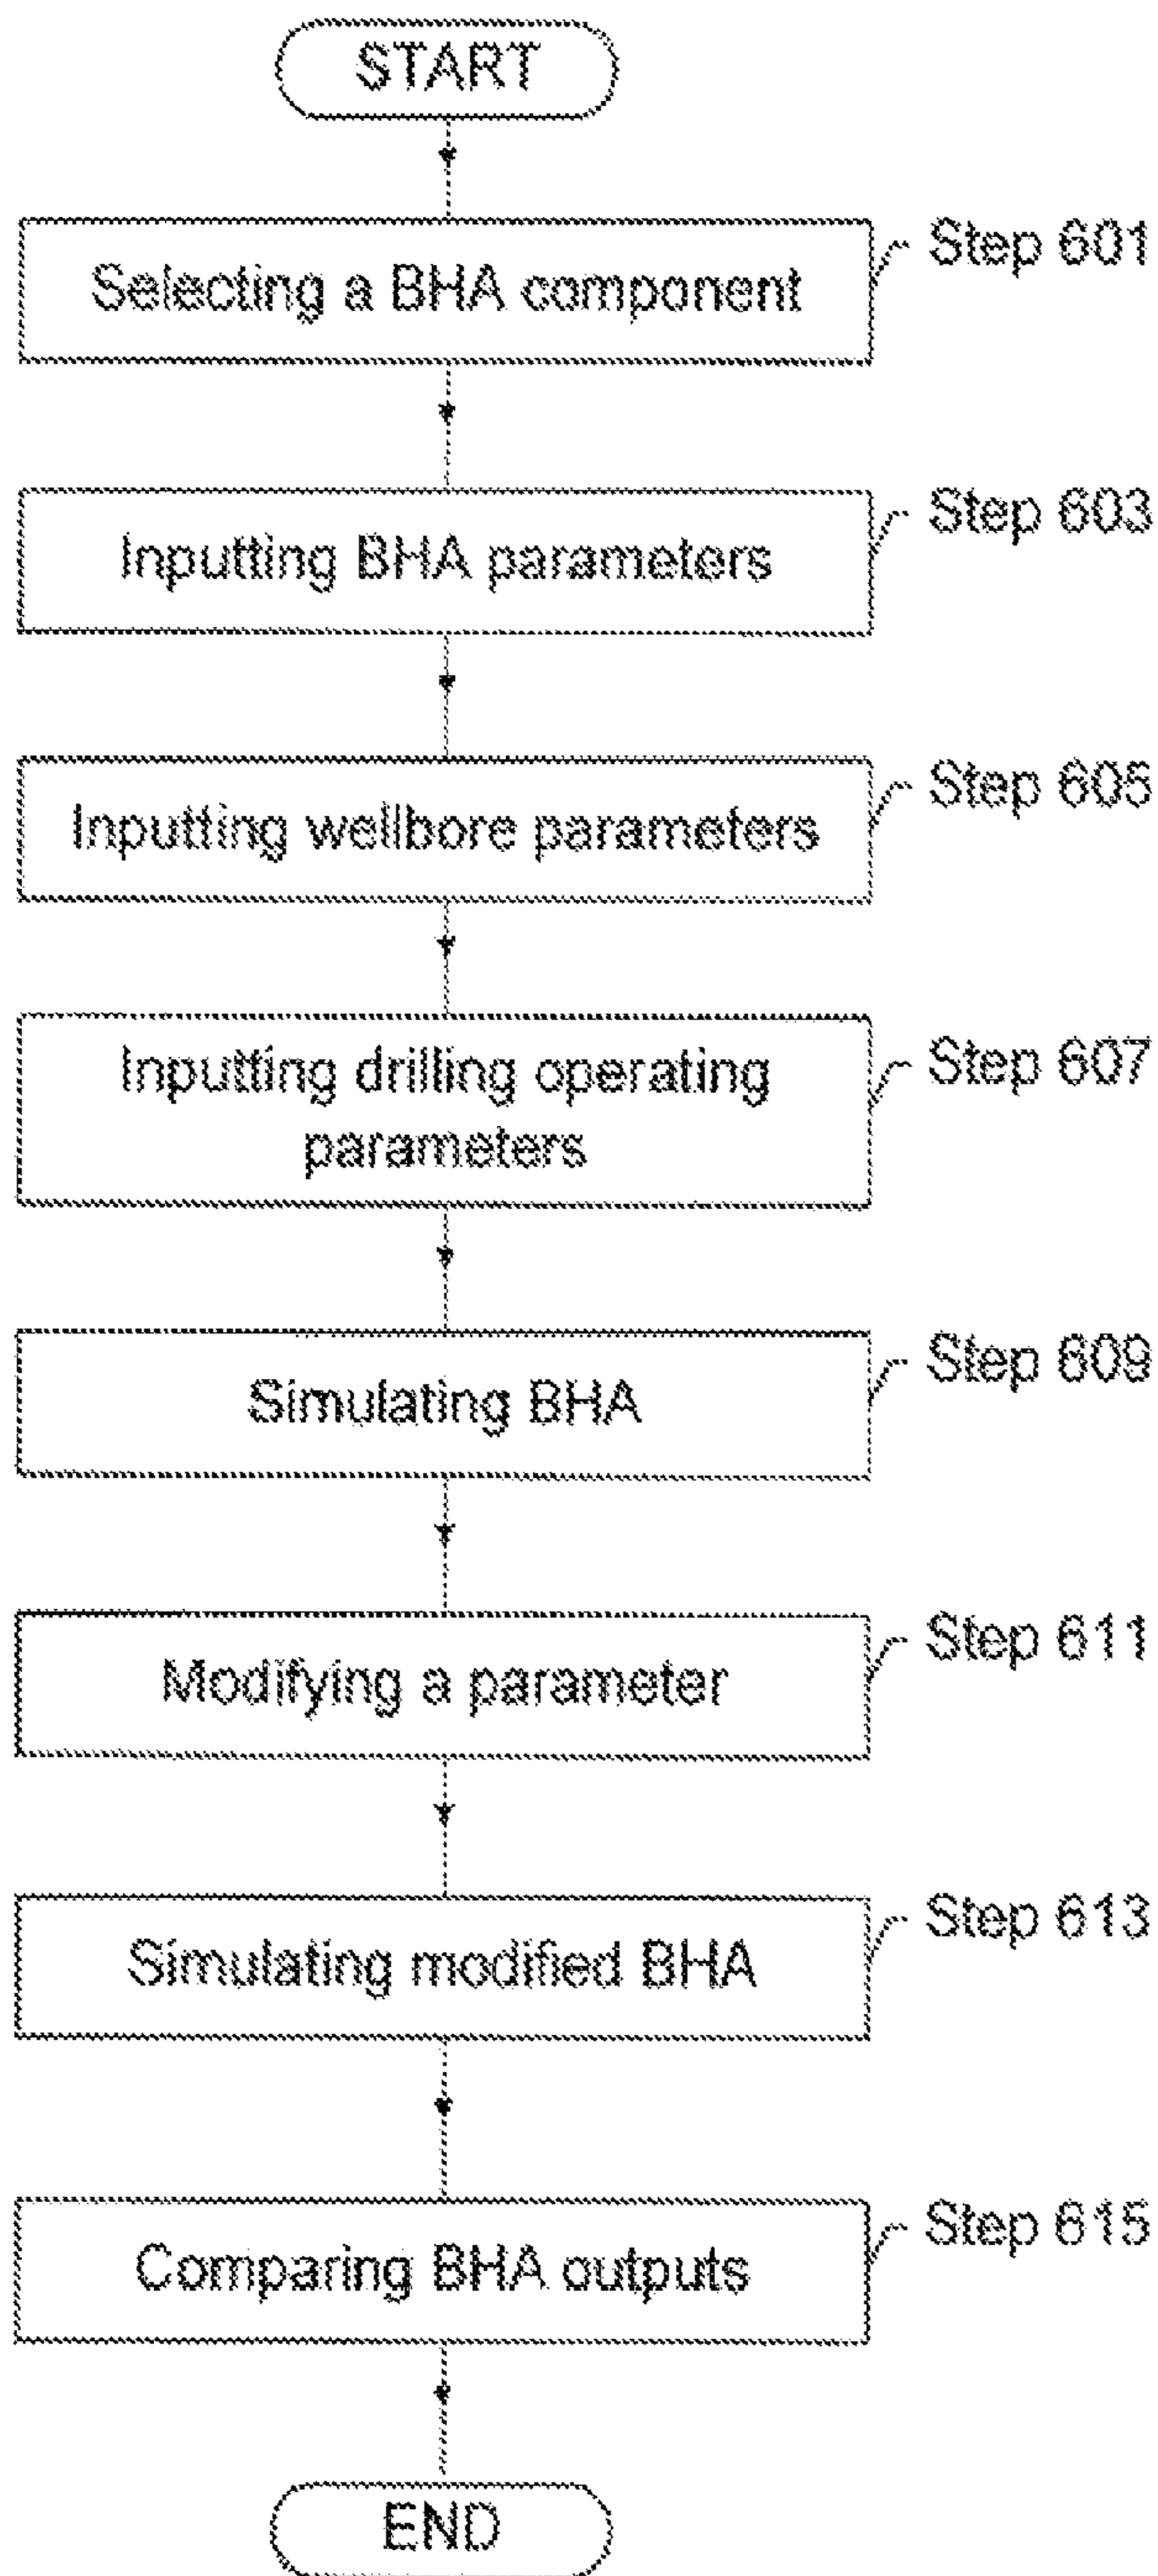 START
Step 601
Selecting a BHA component
Step 603
Inputting BHA parameters
Step 605
Inputting wellbore parameters
Step 607
Inputting drilling operating
parameters
Step 609
Simulating BHA
Step 611
Modifying a parameter
Step 613
Simulating modified BHA
Step 615
Comparing BHA outputs
END